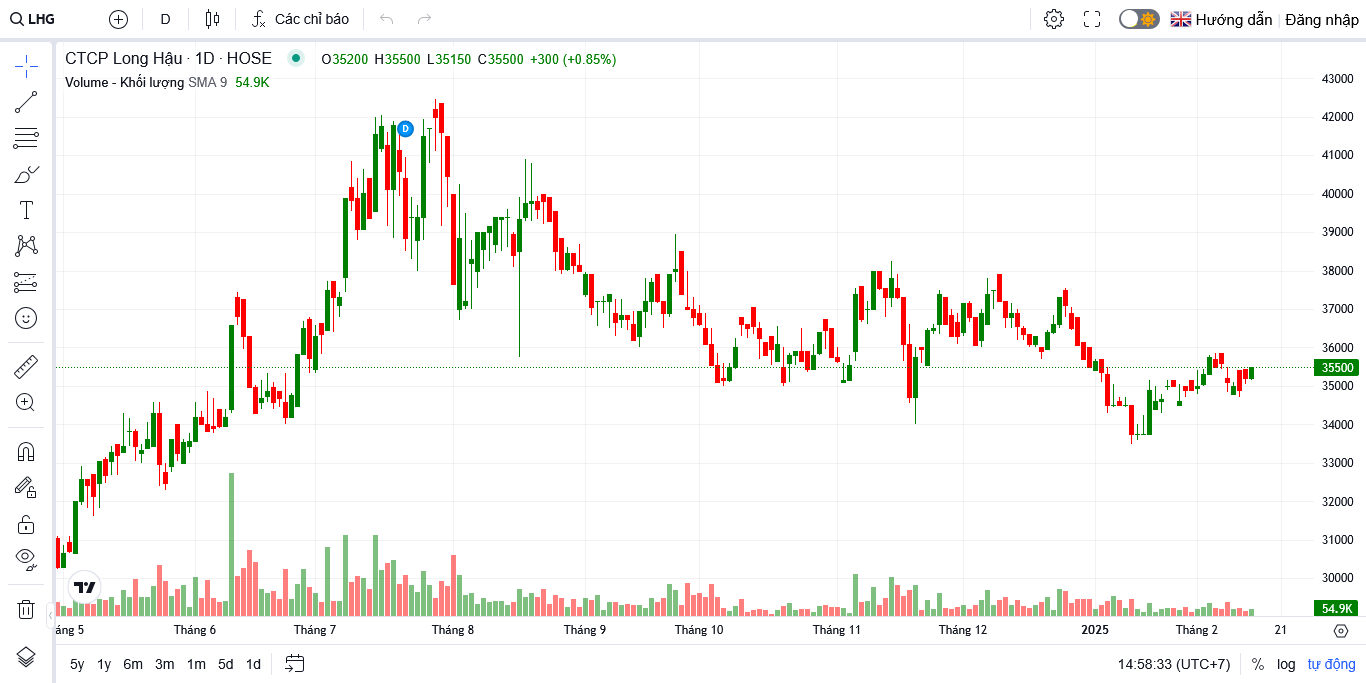 LHG D Các chỉ báo Hướng dẫn Đăng nhập
CTCP Long Hậu · 1D · HOSE O35200 H35500 L35150 C35500 +300 (+0.85%)
Volume - Khối lượng SMA 9 54.9K
43000
42000
D
41000
40000
39000
38000
37000
36000
35500
35000
34000
33000
32000
31000
30000
54.9K
áng 5 Tháng 6 Tháng 7 Tháng 8 Tháng 9 Tháng 10 Tháng 11 Tháng 12 2025 Tháng 2 21
5y 1y 6m 3m 1m 5d 1d 14:58:33 (UTC+7) % log tự động